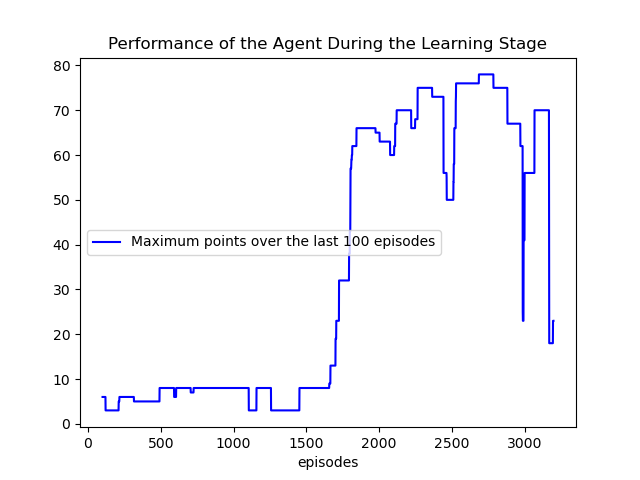 Performance of the Agent During the Learning Stage
80
70
60
50
40
30
20
10
0
Maximum points over the last 100 episodes
0 500 1000 1500 2000 2500 3000
episodes